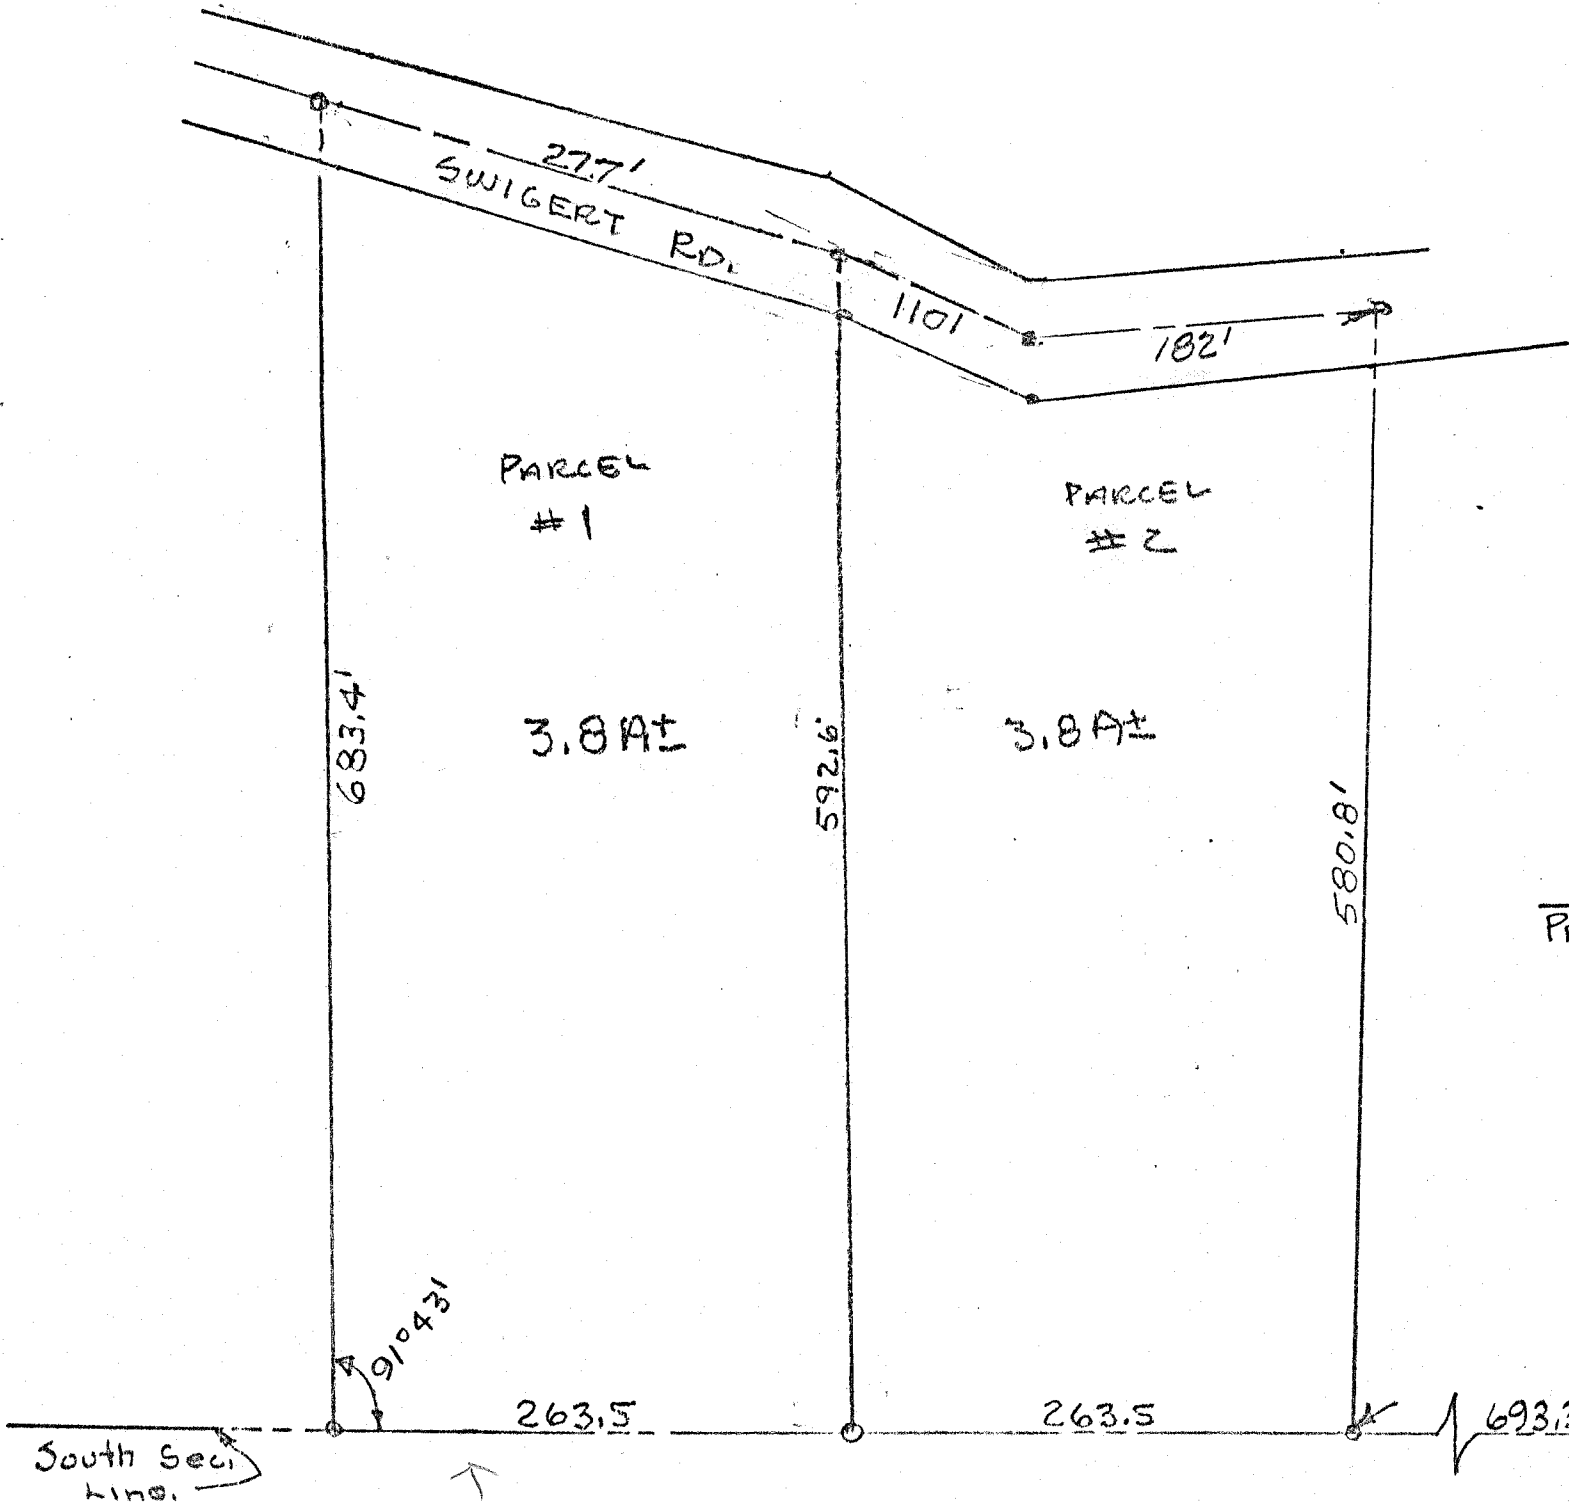 277'
SWIGERT RD.
110'
182'
PARCEL
#1
PARCEL
#2
683.4'
3.8A±
592.6'
3.8A±
580.8'
91°43'
263.5
263.5
South Sec.
Line.